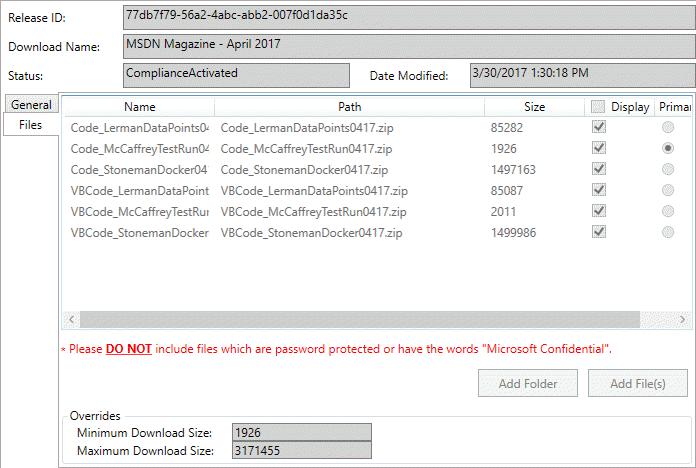 Release ID: 77db7f79-56a2-4abc-abb2-007f0d1da35c
Download Name: MSDN Magazine - April 2017
Status: ComplianceActivated Date Modified: 3/30/2017 1:30:18 PM
General
Files
Name Path Size Display Primar
Code_LermanDataPoints04 Code_LermanDataPoints0417.zip 85282
Code_McCaffreyTestRun04 Code_McCaffreyTestRun0417.zip 1926
Code_StonemanDocker041 Code_StonemanDocker0417.zip 1497163
VBCode_LermanDataPoint VBCode_LermanDataPoints0417.zip 85087
VBCode_McCaffreyTestRun VBCode_McCaffreyTestRun0417.zip 2011
VBCode_StonemanDocker VBCode_StonemanDocker0417.zip 1499986
* Please DO NOT include files which are password protected or have the words "Microsoft Confidential".
Add Folder Add File(s)
Overrides
Minimum Download Size: 1926
Maximum Download Size: 3171455